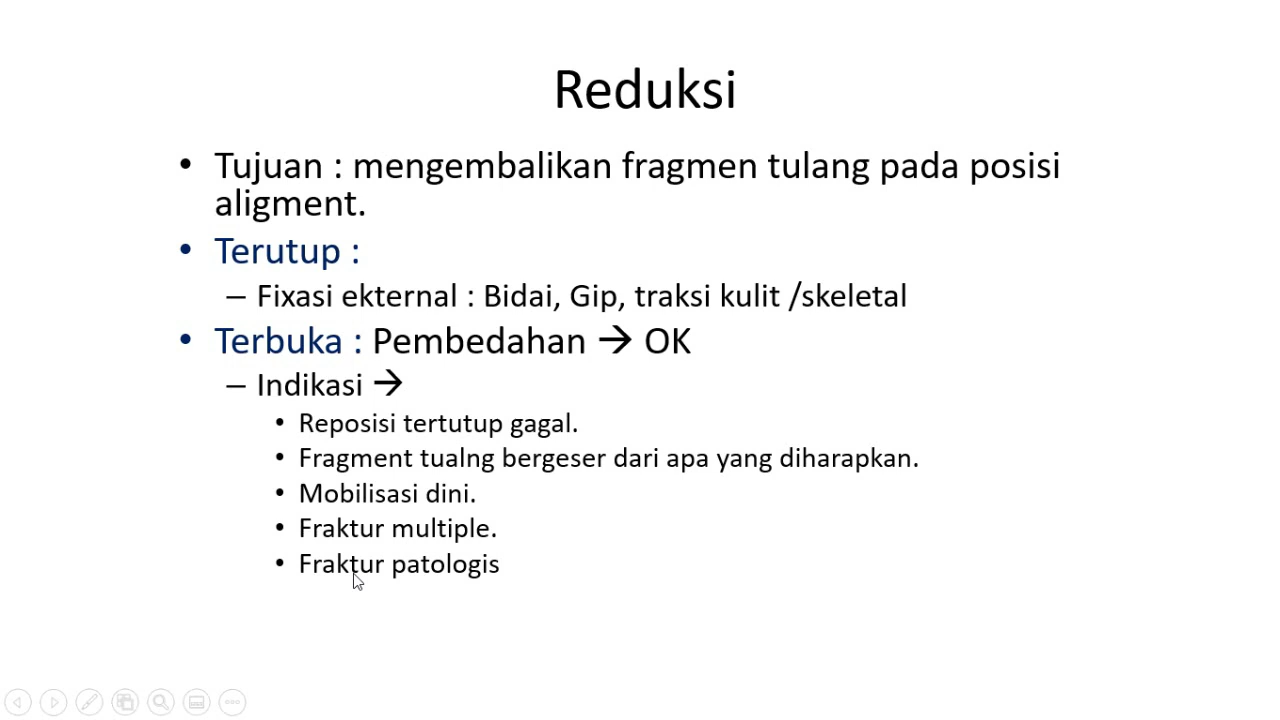 Reduksi
• Tujuan : mengembalikan fragmen tulang pada posisi
aligment.
• Terutup :
– Fixasi ekternal : Bidai, Gip, traksi kulit /skeletal
• Terbuka : Pembedahan → OK
– Indikasi →
• Reposisi tertutup gagal.
• Fragment tualng bergeser dari apa yang diharapkan.
• Mobilisasi dini.
• Fraktur multiple.
• Fraktur patologis